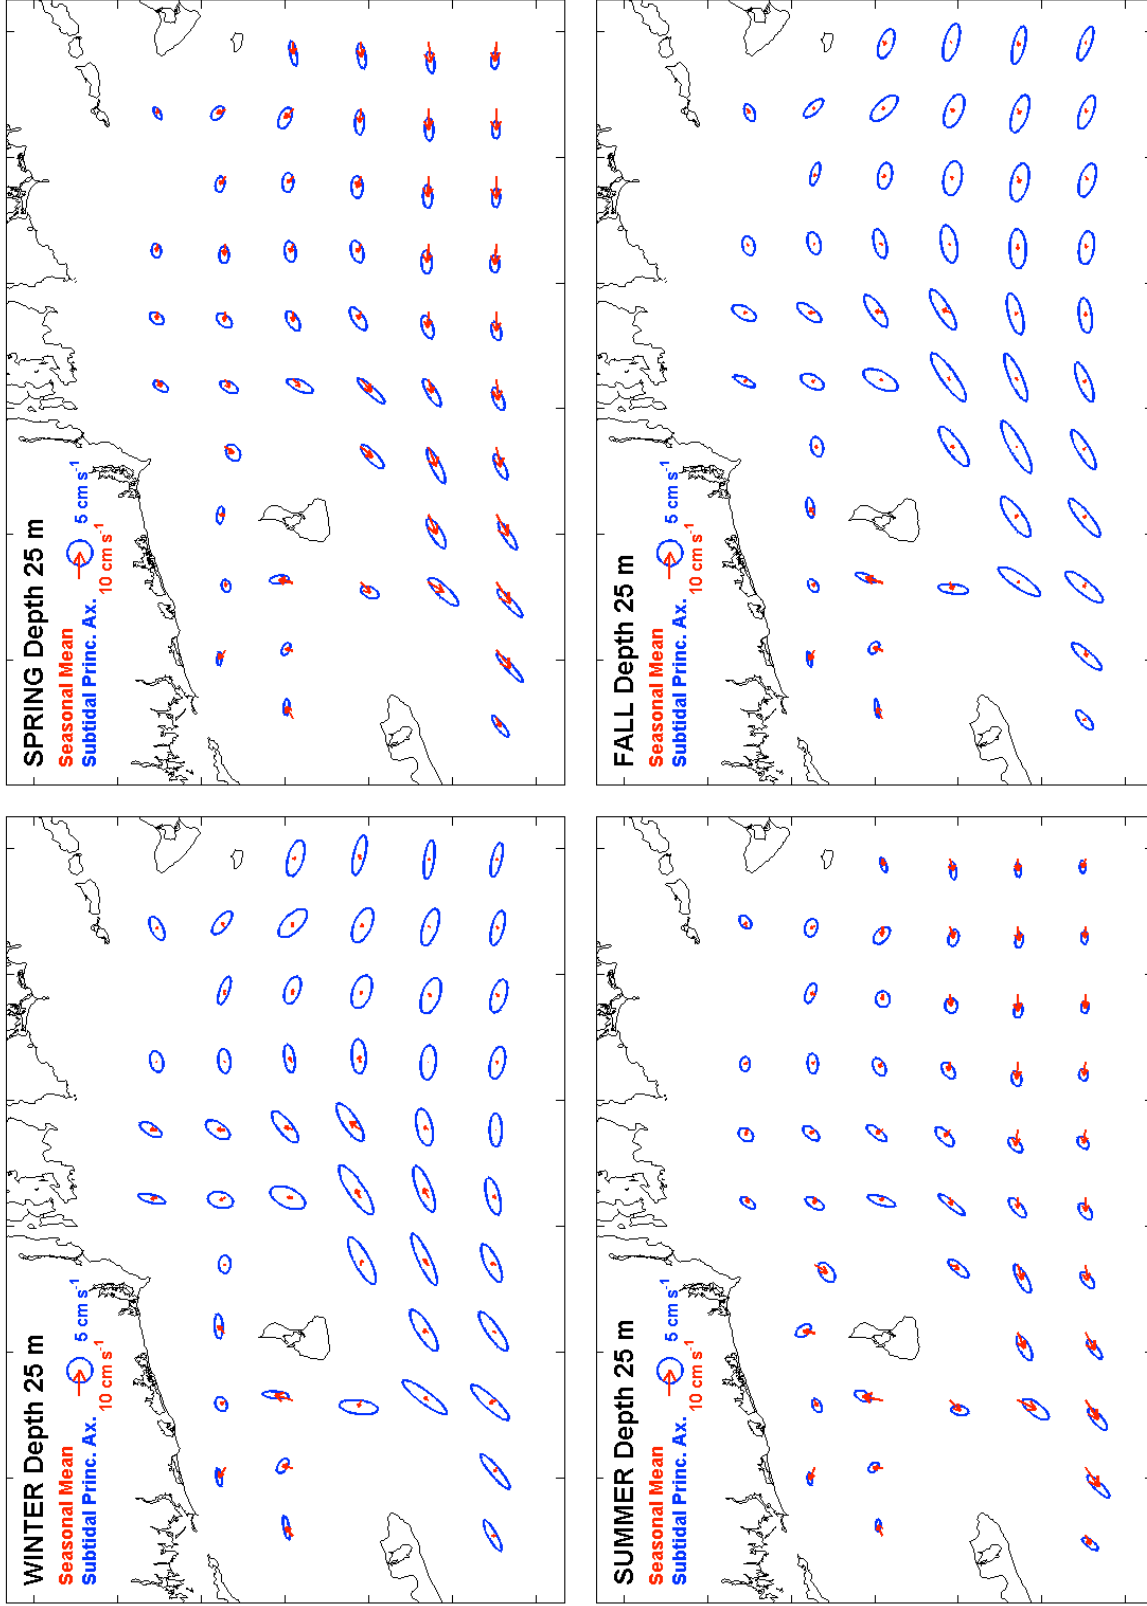 WINTER Depth 25 m
Seasonal Mean
Subtidal Princ. Ax.
5 cm s⁻¹
10 cm s⁻¹
SPRING Depth 25 m
Seasonal Mean
Subtidal Princ. Ax.
5 cm s⁻¹
10 cm s⁻¹
SUMMER Depth 25 m
Seasonal Mean
Subtidal Princ. Ax.
5 cm s⁻¹
10 cm s⁻¹
FALL Depth 25 m
Seasonal Mean
Subtidal Princ. Ax.
5 cm s⁻¹
10 cm s⁻¹